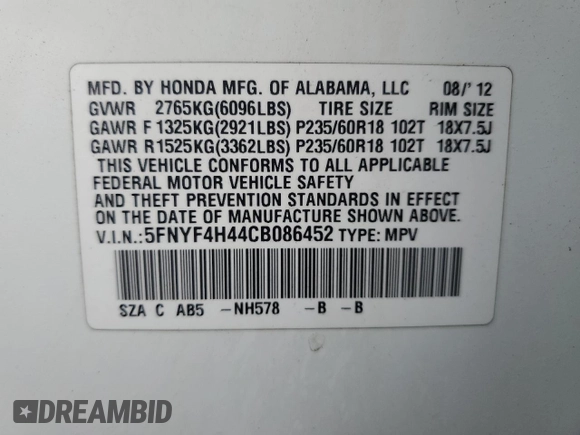 MFD. BY HONDA MFG. OF ALABAMA, LLC 08/'12
GVWR 2765KG(6096LBS) TIRE SIZE RIM SIZE
GAWR F 1325KG(2921LBS) P235/60R18 102T 18X7.5J
GAWR R1525KG(3362LBS) P235/60R18 102T 18X7.5J
THIS VEHICLE CONFORMS TO ALL APPLICABLE
FEDERAL MOTOR VEHICLE SAFETY
AND THEFT PREVENTION STANDARDS IN EFFECT
ON THE DATE OF MANUFACTURE SHOWN ABOVE.
V.I.N.:5FNYF4H44CB086452 TYPE: MPV
SZA C AB5 -NH578 -B -B
DREAMBID